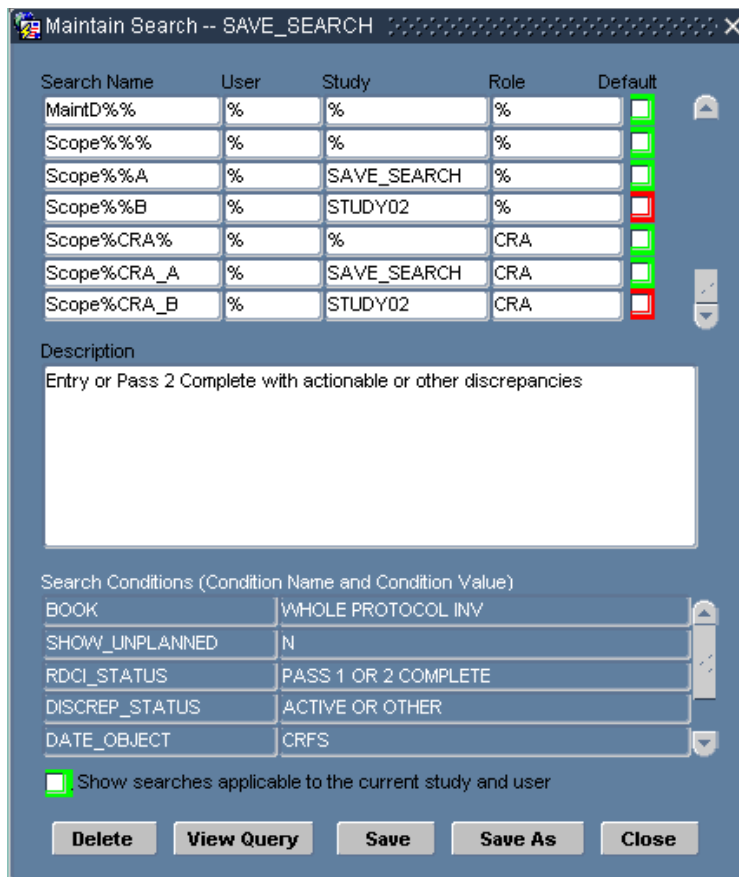 Maintain Search -- SAVE_SEARCH
Search Name User Study Role Default
MaintD%% % % %
Scope%%% % % %
Scope%%A % SAVE_SEARCH %
Scope%%B % STUDY02 %
Scope%CRA% % % CRA
Scope%CRA_A % SAVE_SEARCH CRA
Scope%CRA_B % STUDY02 CRA
Description
Entry or Pass 2 Complete with actionable or other discrepancies
Search Conditions (Condition Name and Condition Value)
BOOK WHOLE PROTOCOL INV
SHOW_UNPLANNED N
RDCI_STATUS PASS 1 OR 2 COMPLETE
DISCREP_STATUS ACTIVE OR OTHER
DATE_OBJECT CRFS
Show searches applicable to the current study and user
Delete View Query Save Save As Close